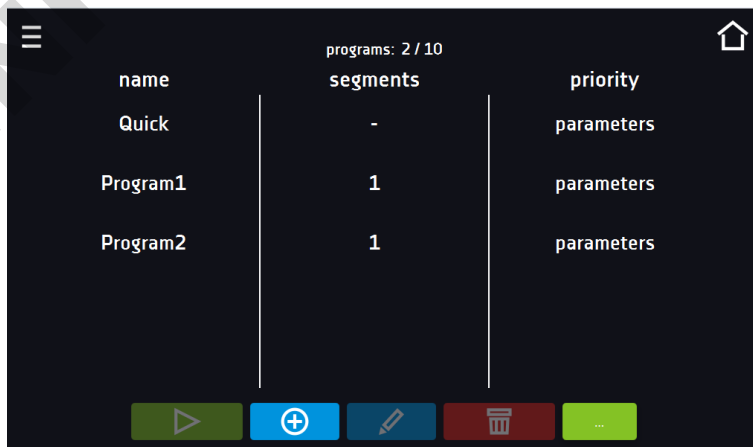 programs: 2 / 10
name segments priority
Quick - parameters
Program1 1 parameters
Program2 1 parameters
...